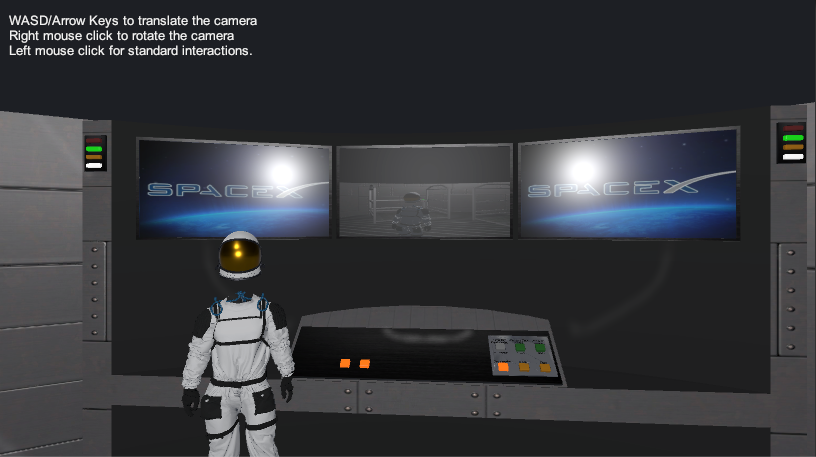 WASD/Arrow Keys to translate the camera
Right mouse click to rotate the camera
Left mouse click for standard interactions.
SPACEX
SPACEX